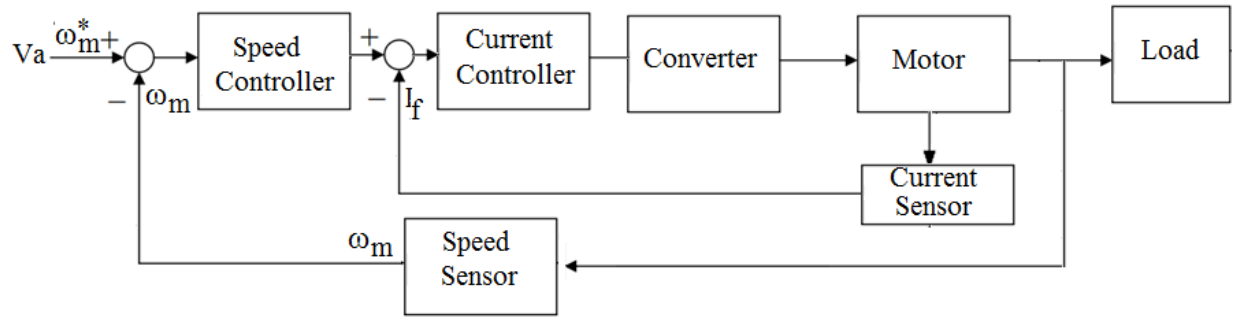 Va
ω*m
+
−
ωm
Speed
Controller
+
−
If
Current
Controller
Converter
Motor
Load
Current
Sensor
ωm
Speed
Sensor